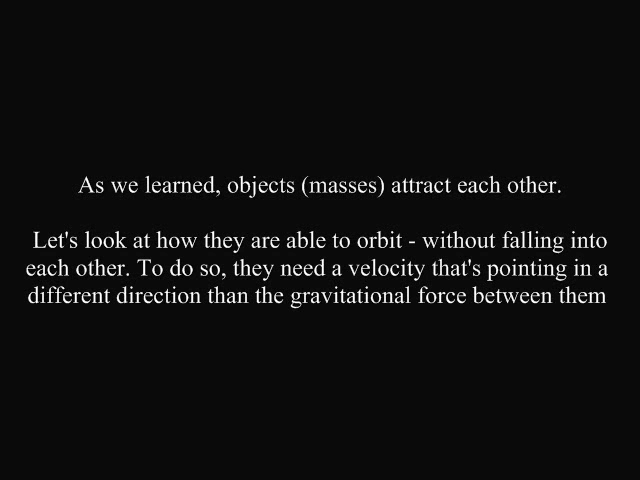 As we learned, objects (masses) attract each other.
Let's look at how they are able to orbit - without falling into
each other. To do so, they need a velocity that's pointing in a
different direction than the gravitational force between them